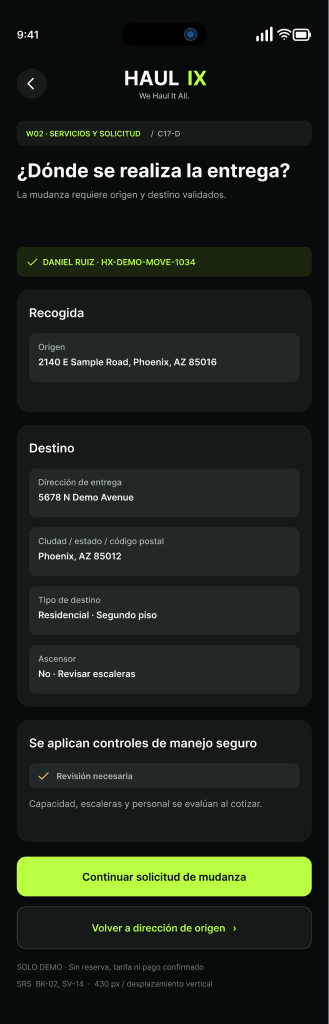 9:41
HAUL IX
We Haul It All.
W02 · SERVICIOS Y SOLICITUD / C17-D
¿Dónde se realiza la entrega?
La mudanza requiere origen y destino validados.
DANIEL RUIZ · HX-DEMO-MOVE-1034
Recogida
Origen
2140 E Sample Road, Phoenix, AZ 85016
Destino
Dirección de entrega
5678 N Demo Avenue
Ciudad / estado / código postal
Phoenix, AZ 85012
Tipo de destino
Residencial · Segundo piso
Ascensor
No · Revisar escaleras
Se aplican controles de manejo seguro
Revisión necesaria
Capacidad, escaleras y personal se evalúan al cotizar.
Continuar solicitud de mudanza
Volver a dirección de origen ›
SOLO DEMO · Sin reserva, tarifa ni pago confirmado
SRS BK-02, SV-14 · 430 px / desplazamiento vertical